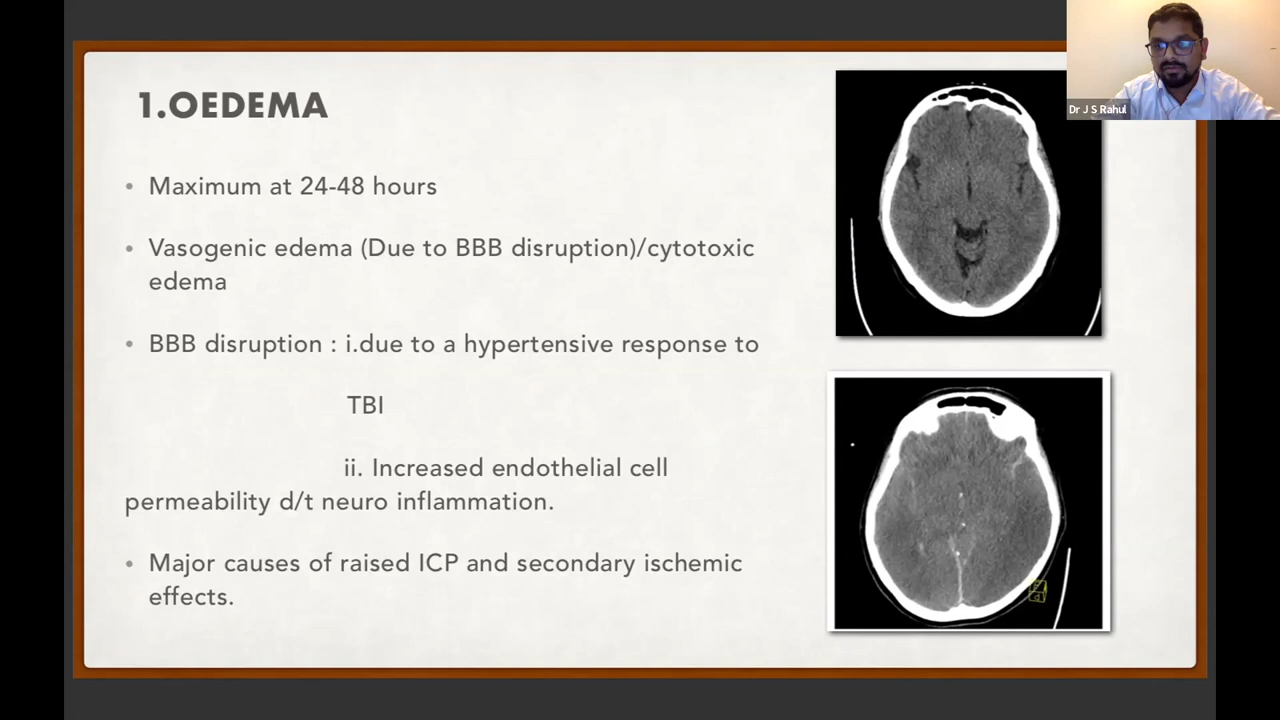 Dr J S Rahul
1.OEDEMA
• Maximum at 24-48 hours
• Vasogenic edema (Due to BBB disruption)/cytotoxic
edema
• BBB disruption : i.due to a hypertensive response to
TBI
ii. Increased endothelial cell
permeability d/t neuro inflammation.
• Major causes of raised ICP and secondary ischemic
effects.